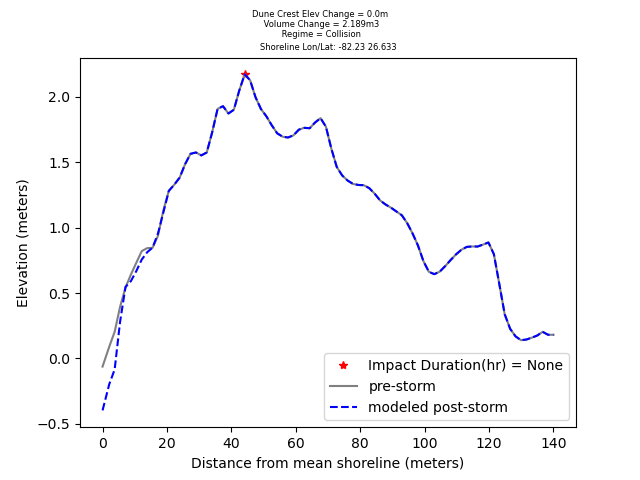 Dune Crest Elev Change = 0.0m
Volume Change = 2.189m3
Regime = Collision
Shoreline Lon/Lat: -82.23 26.633
2.0
1.5
1.0
0.5
0.0
−0.5
Elevation (meters)
Impact Duration(hr) = None
pre-storm
modeled post-storm
0 20 40 60 80 100 120 140
Distance from mean shoreline (meters)